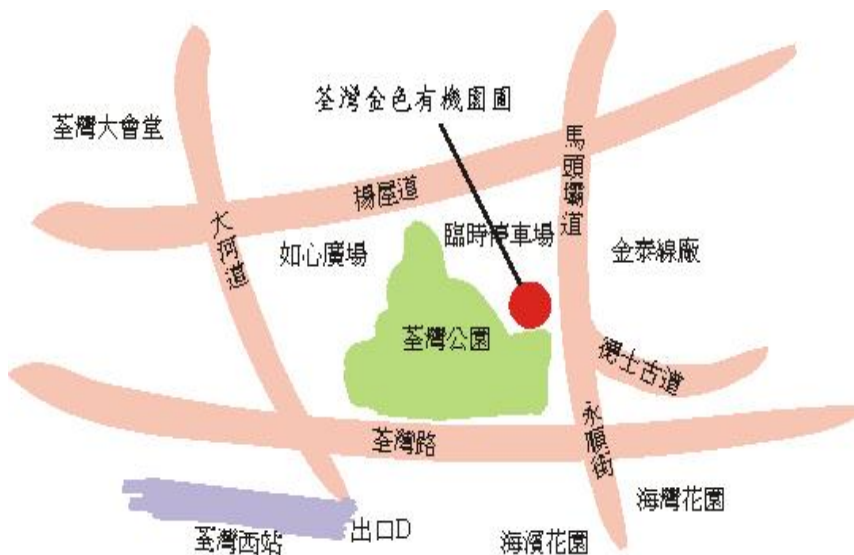 荃灣金色有機園圃
荃灣大會堂
馬頭壩道
楊屋道
大河道
臨時停車場
如心廣場
金泰線廠
荃灣公園
德士古道
荃灣路
永順街
海灣花園
出口D
荃灣西站
海濱花園